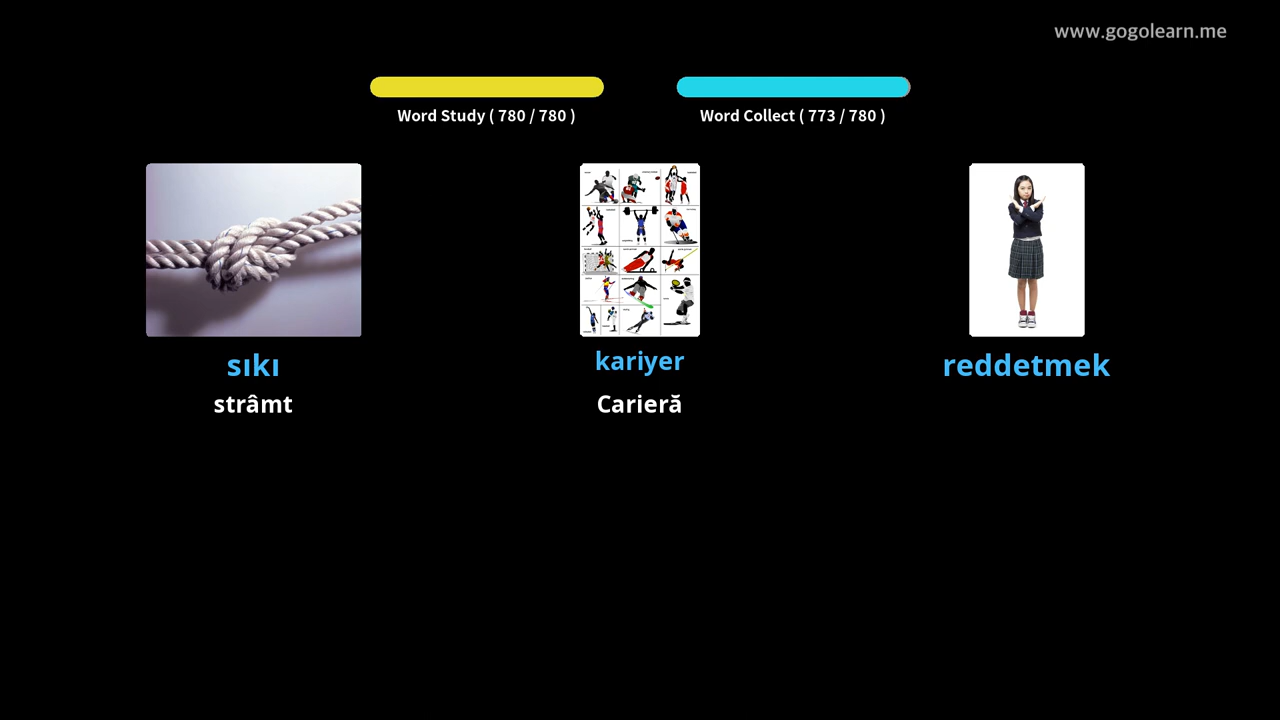 www.gogolearn.me
Word Study ( 780 / 780 )
Word Collect ( 773 / 780 )
sıkı
kariyer
reddetmek
strâmt
Carieră